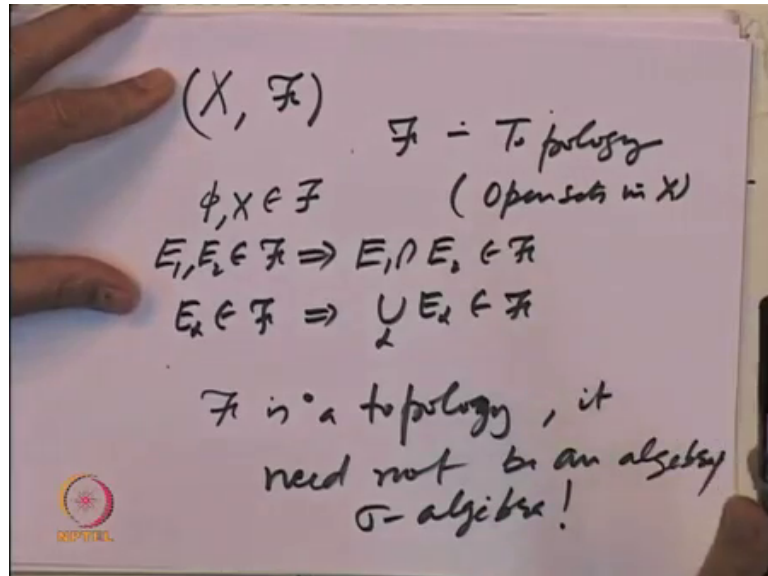 (X, ℱ)
ℱ ≐ Topology
ϕ, X ∈ ℱ (Open sets in X)
E₁, E₂ ∈ ℱ ⇒ E₁ ∩ E₂ ∈ ℱ
E_α ∈ ℱ ⇒ ⋃_α E_α ∈ ℱ
ℱ is a topology, it
need not be an algebra/
σ-algebra!
NPTEL